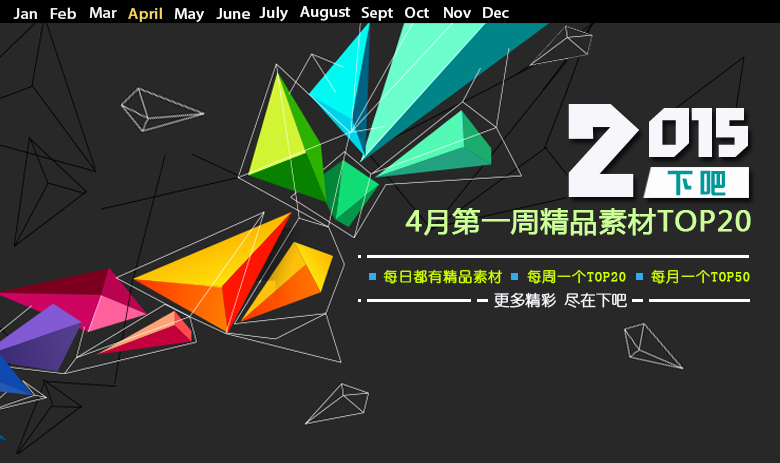 Jan Feb Mar April May June July August Sept Oct Nov Dec
2015
下吧
4月第一周精品素材TOP20
每日都有精品素材 每周一个TOP20 每月一个TOP50
更多精彩 尽在下吧